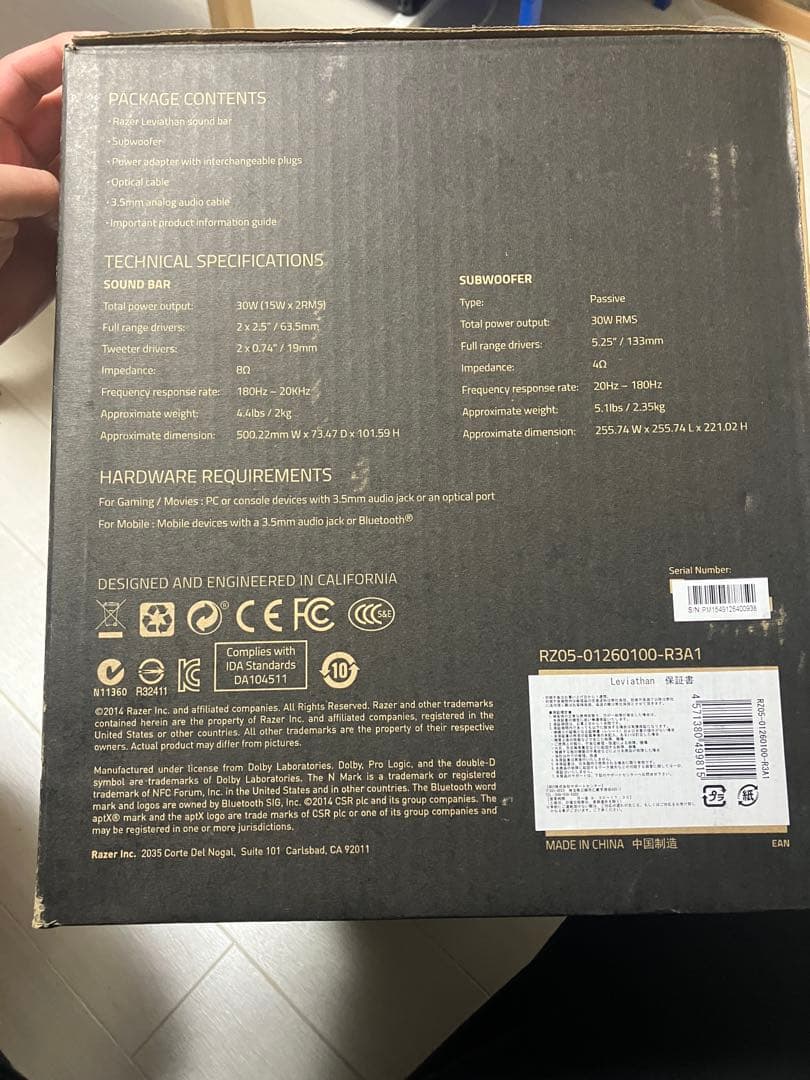 PACKAGE CONTENTS
·Razer Leviathan sound bar
·Subwoofer
·Power adapter with interchangeable plugs
·Optical cable
·3.5mm analog audio cable
·Important product information guide
TECHNICAL SPECIFICATIONS
SOUND BAR
Total power output: 30W (15W x 2RMS)
Full range drivers: 2 x 2.5" / 63.5mm
Tweeter drivers: 2 x 0.74" / 19mm
Impedance: 8Ω
Frequency response rate: 180Hz – 20KHz
Approximate weight: 4.4lbs / 2kg
Approximate dimension: 500.22mm W x 73.47 D x 101.59 H
SUBWOOFER
Type: Passive
Total power output: 30W RMS
Full range drivers: 5.25" / 133mm
Impedance: 4Ω
Frequency response rate: 20Hz – 180Hz
Approximate weight: 5.1lbs / 2.35kg
Approximate dimension: 255.74 W x 255.74 L x 221.02 H
HARDWARE REQUIREMENTS
For Gaming / Movies : PC or console devices with 3.5mm audio jack or an optical port
For Mobile : Mobile devices with a 3.5mm audio jack or Bluetooth®
DESIGNED AND ENGINEERED IN CALIFORNIA
CE FC CCC S&E
N11360 R32411
Complies with
IDA Standards
DA104511
10
©2014 Razer Inc. and affiliated companies. All Rights Reserved. Razer and other trademarks
contained herein are the property of Razer Inc. and affiliated companies, registered in the
United States or other countries. All other trademarks are the property of their respective
owners. Actual product may differ from pictures.
Manufactured under license from Dolby Laboratories. Dolby, Pro Logic, and the double-D
symbol are trademarks of Dolby Laboratories. The N Mark is a trademark or registered
trademark of NFC Forum, Inc. in the United States and in other countries. The Bluetooth word
mark and logos are owned by Bluetooth SIG, Inc. ©2014 CSR plc and its group companies. The
aptX® mark and the aptX logo are trade marks of CSR plc or one of its group companies and
may be registered in one or more jurisdictions.
Razer Inc. 2035 Corte Del Nogal, Suite 101 Carlsbad, CA 92011
Serial Number:
S/N:PM1549126400938
RZ05-01260100-R3A1
Leviathan 保証書
4571380499815
RZ05-01260100-R3A1
プラ
紙
MADE IN CHINA 中国制造
EAN